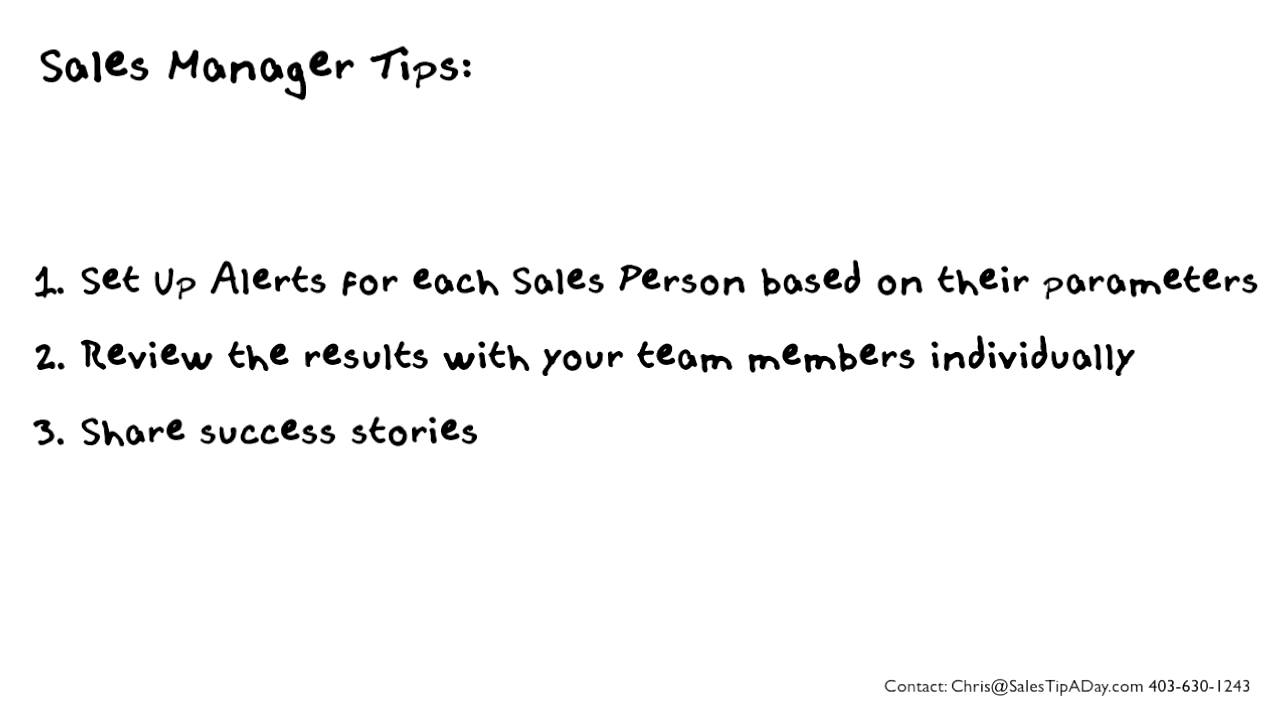 Sales Manager Tips:
1. Set Up Alerts for each Sales Person based on their parameters
2. Review the results with your team members individually
3. Share success stories
Contact: Chris@SalesTipADay.com 403-630-1243